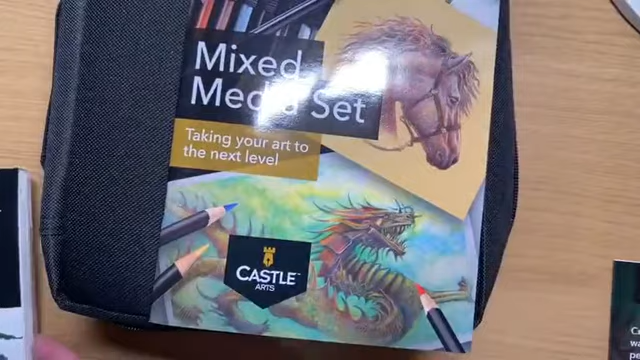 Mixed
Media Set
Taking your art to
the next level
CASTLE
ARTS